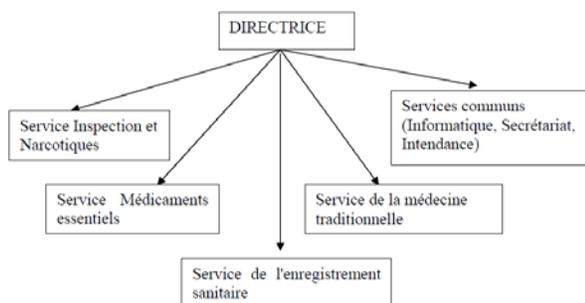 DIRECTRICE
Service Inspection et
Narcotiques
Services communs
(Informatique, Secrétariat,
Intendance)
Service Médicaments
essentiels
Service de la médecine
traditionnelle
Service de l'enregistrement
sanitaire